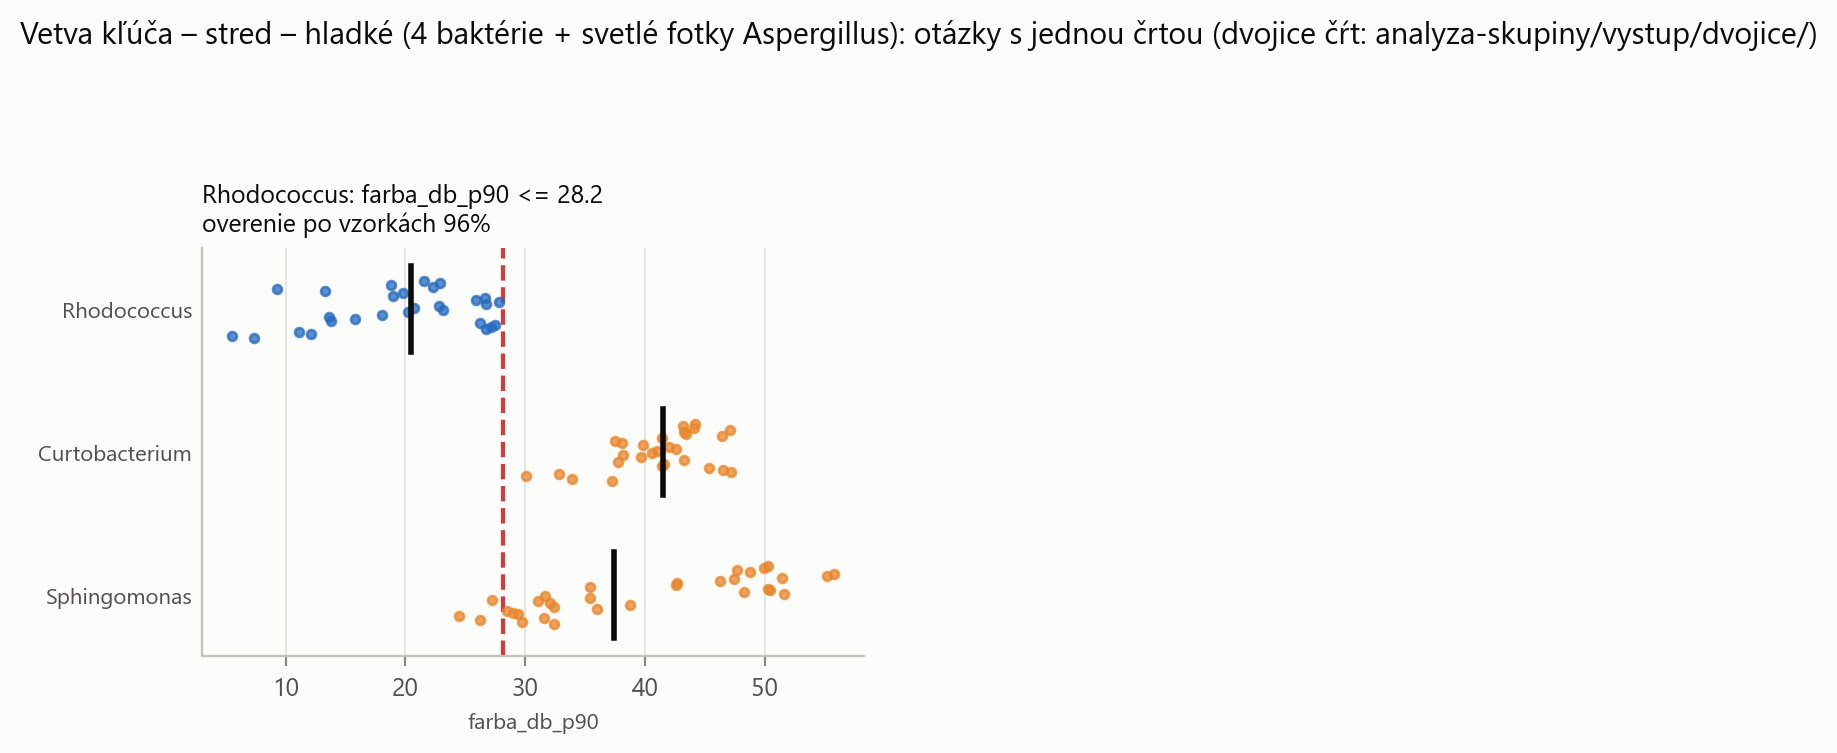 Vetva kľúča – stred – hladké (4 baktérie + svetlé fotky Aspergillus): otázky s jednou črtou (dvojice čŕt: analyza-skupiny/vystup/dvojice/)
Rhodococcus: farba_db_p90 <= 28.2
overenie po vzorkách 96%
Rhodococcus
Curtobacterium
Sphingomonas
10 20 30 40 50
farba_db_p90